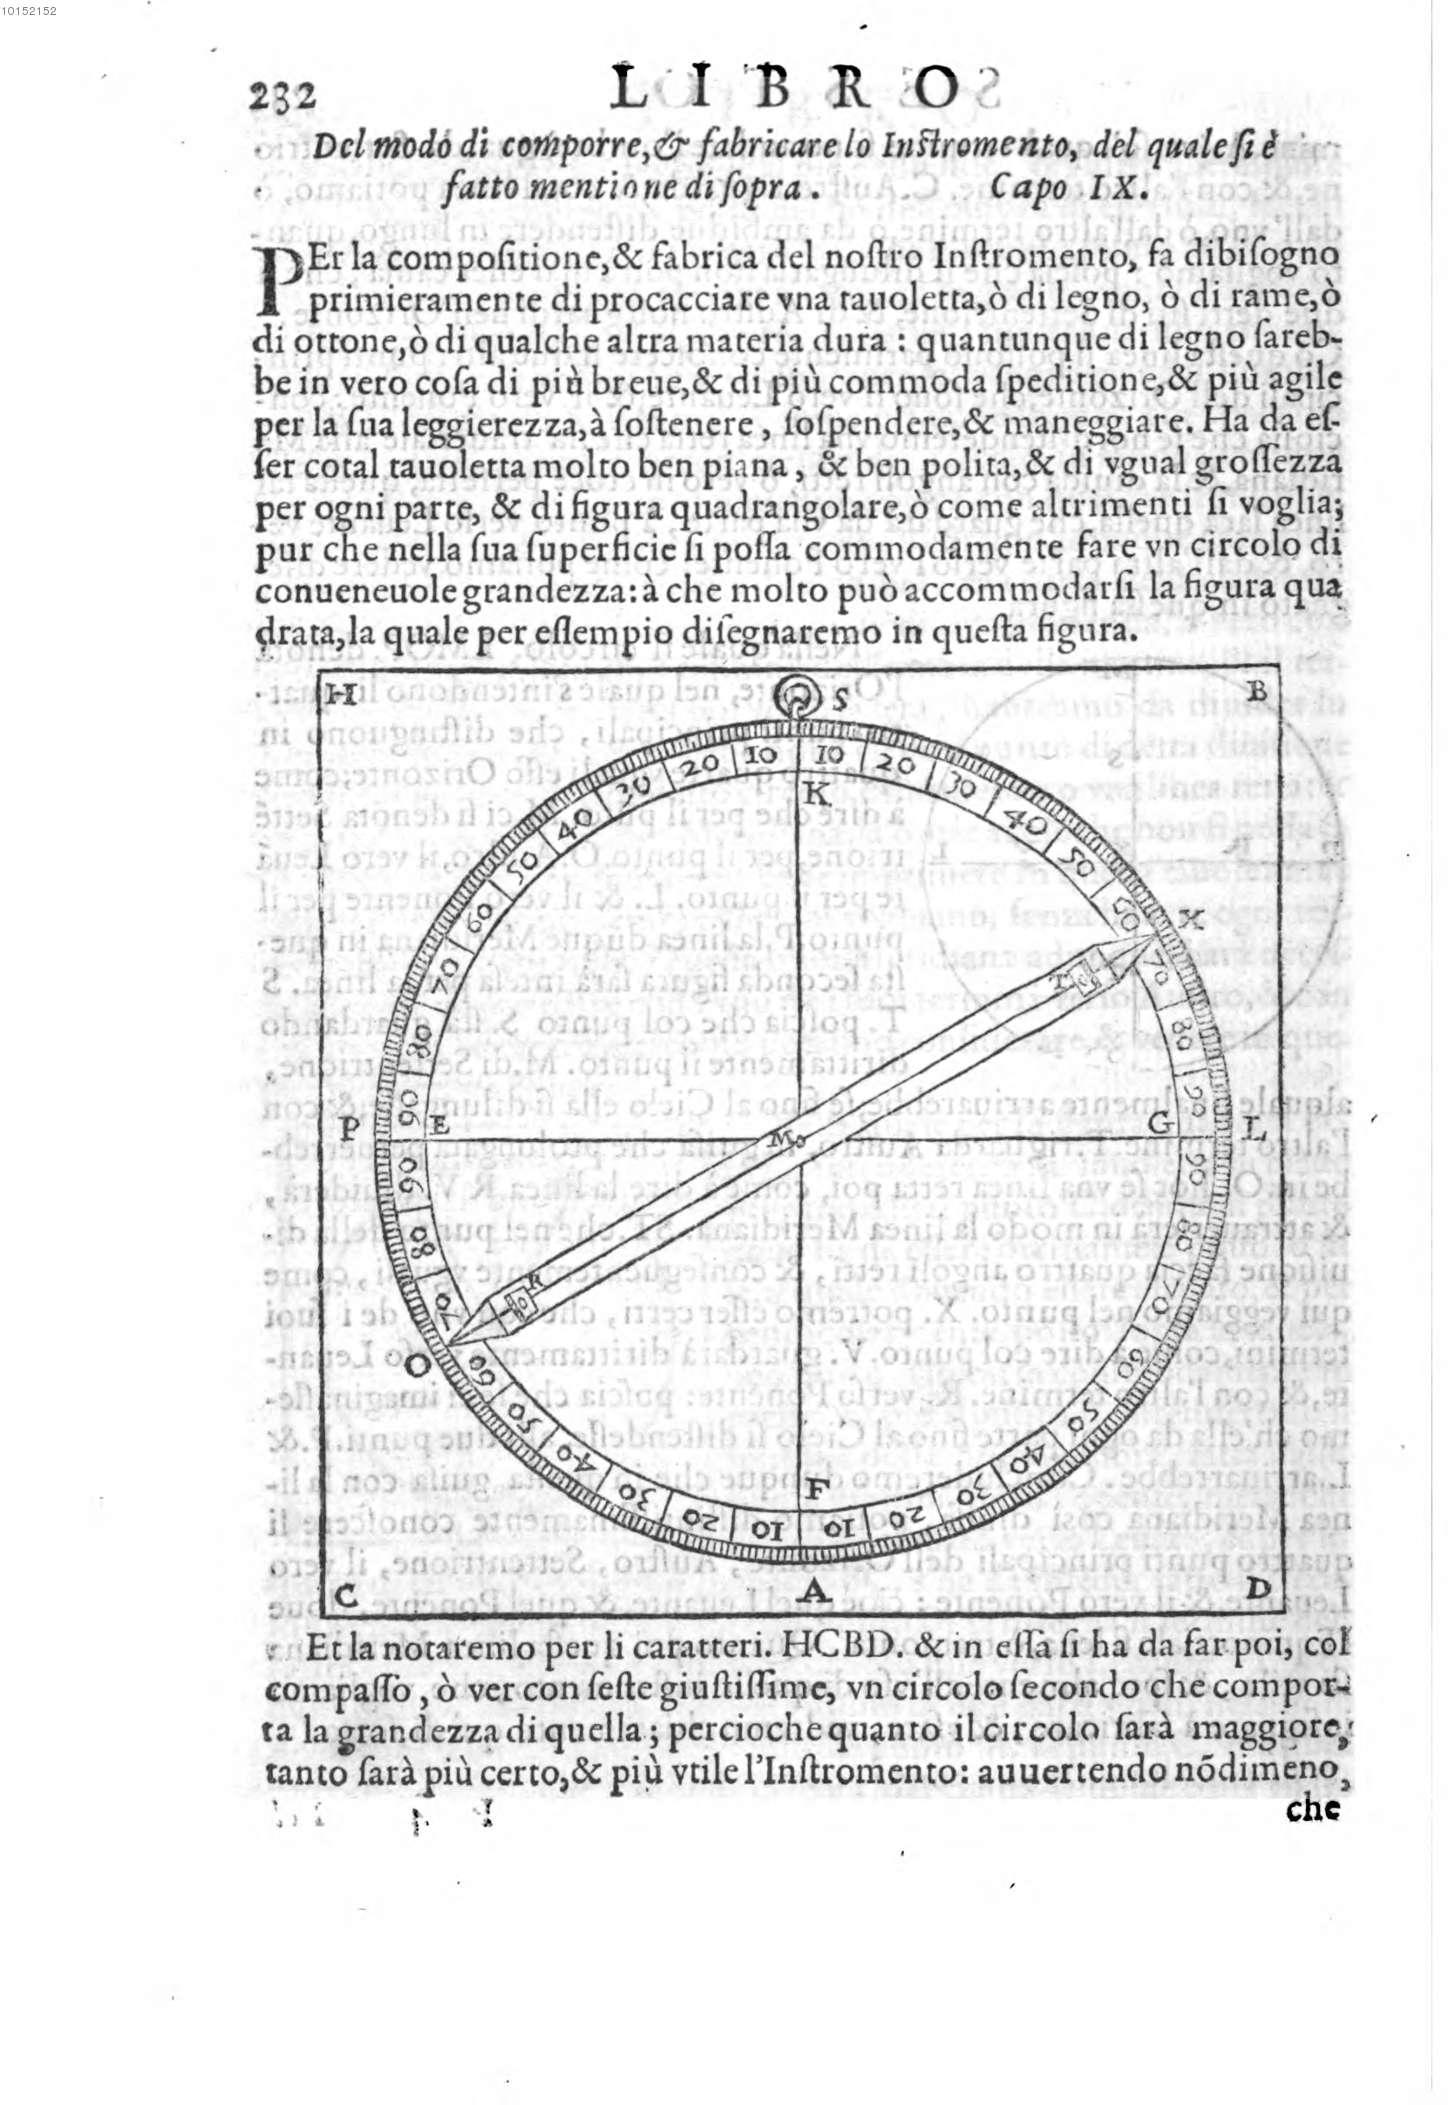 10152152
232 LIBRO
Del modo di comporre, & fabricare lo Inſtromento, del quale ſi è
fatto mentione di ſopra. Capo IX.
PEr la compoſitione,& fabrica del noſtro Inſtromento, fa dibiſogno
primieramente di procacciare vna tauoletta,ò di legno, ò di rame,ò
di ottone,ò di qualche altra materia dura : quantunque di legno ſareb-
be in vero coſa di più breue,& di più commoda ſpeditione,& più agile
per la ſua leggierezza,à ſoſtenere , ſoſpendere,& maneggiare. Ha da eſ-
ſer cotal tauoletta molto ben piana , & ben polita,& di vgual groſſezza
per ogni parte, & di figura quadrangolare,ò come altrimenti ſi voglia;
pur che nella ſua ſuperficie ſi poſſa commodamente fare vn circolo di
conueneuole grandezza: à che molto può accommodarſi la figura qua
drata,la quale per eſſempio diſegnaremo in queſta figura.
H S B
20 10 10 20
30 K 30
40 40
50 50
60 60 X
70 T 70
80 80
90 90
P E M G L
90 90
80 80
70 R 70
O 60 60
50 50
40 40
30 F 30
20 10 10 20
C A D
Et la notaremo per li caratteri. HCBD. & in eſſa ſi ha da far poi, col
compaſſo , ò ver con ſeſte giuſtiſſime, vn circolo ſecondo che compor-
ta la grandezza di quella ; percioche quanto il circolo ſarà maggiore,
tanto ſarà più certo,& più vtile l'Inſtromento: auuertendo nõdimeno,
che